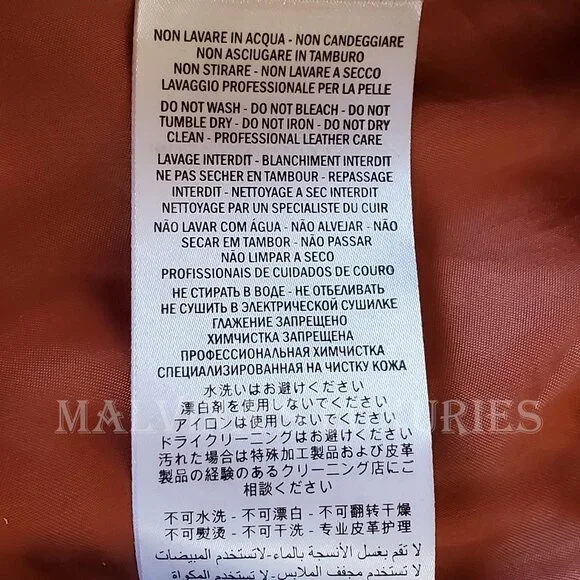 NON LAVARE IN ACQUA - NON CANDEGGIARE
NON ASCIUGARE IN TAMBURO
NON STIRARE - NON LAVARE A SECCO
LAVAGGIO PROFESSIONALE PER LA PELLE
DO NOT WASH - DO NOT BLEACH - DO NOT
TUMBLE DRY - DO NOT IRON - DO NOT DRY
CLEAN - PROFESSIONAL LEATHER CARE
LAVAGE INTERDIT - BLANCHIMENT INTERDIT
NE PAS SECHER EN TAMBOUR - REPASSAGE
INTERDIT - NETTOYAGE A SEC INTERDIT
NETTOYAGE PAR UN SPECIALISTE DU CUIR
NÃO LAVAR COM ÁGUA - NÃO ALVEJAR - NÃO
SECAR EM TAMBOR - NÃO PASSAR
NÃO LIMPAR A SECO
PROFISSIONAIS DE CUIDADOS DE COURO
НЕ СТИРАТЬ В ВОДЕ - НЕ ОТБЕЛИВАТЬ
НЕ СУШИТЬ В ЭЛЕКТРИЧЕСКОЙ СУШИЛКЕ
ГЛАЖЕНИЕ ЗАПРЕЩЕНО
ХИМЧИСТКА ЗАПРЕЩЕНА
ПРОФЕССИОНАЛЬНАЯ ХИМЧИСТКА
СПЕЦИАЛИЗИРОВАННАЯ НА ЧИСТКУ КОЖА
水洗いはお避けください
漂白剤を使用しないでください
アイロンは使用しないでください
ドライクリーニングはお避けください
汚れた場合は特殊加工製品および皮革
製品の経験のあるクリーニング店にご
相談ください
不可水洗 - 不可漂白 - 不可翻转干燥
不可熨烫 - 不可干洗 - 专业皮革护理
لا تقم بغسل الأنسجة بالماء-لاتستخدم المبيضات
لا تستخدم مجفف الملابس-لا تستخدم المكواة